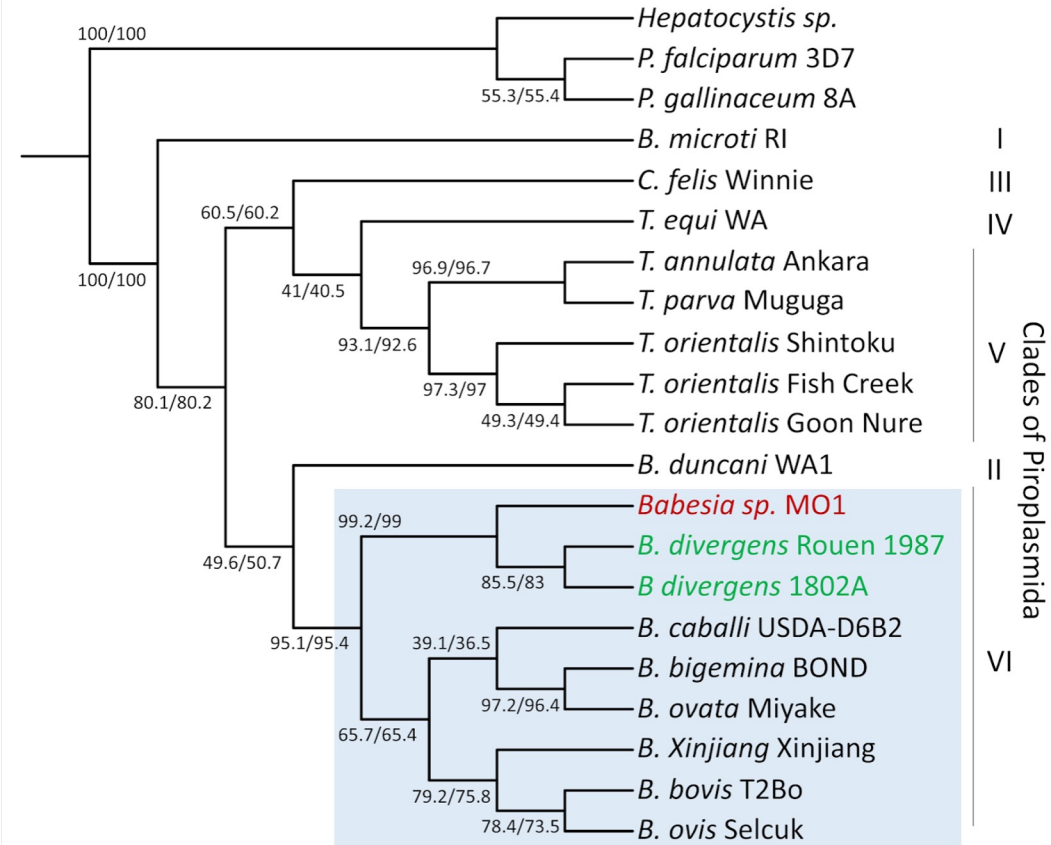 100/100
Hepatocystis sp.
P. falciparum 3D7
55.3/55.4
P. gallinaceum 8A
B. microti RI
I
C. felis Winnie
III
60.5/60.2
T. equi WA
IV
96.9/96.7
T. annulata Ankara
100/100
41/40.5
T. parva Muguga
93.1/92.6
T. orientalis Shintoku
V
97.3/97
T. orientalis Fish Creek
80.1/80.2
49.3/49.4
T. orientalis Goon Nure
B. duncani WA1
II
Clades of Piroplasmida
Babesia sp. MO1
99.2/99
B. divergens Rouen 1987
49.6/50.7
85.5/83
B divergens 1802A
95.1/95.4
39.1/36.5
B. caballi USDA-D6B2
B. bigemina BOND
VI
97.2/96.4
B. ovata Miyake
65.7/65.4
B. Xinjiang Xinjiang
79.2/75.8
B. bovis T2Bo
78.4/73.5
B. ovis Selcuk